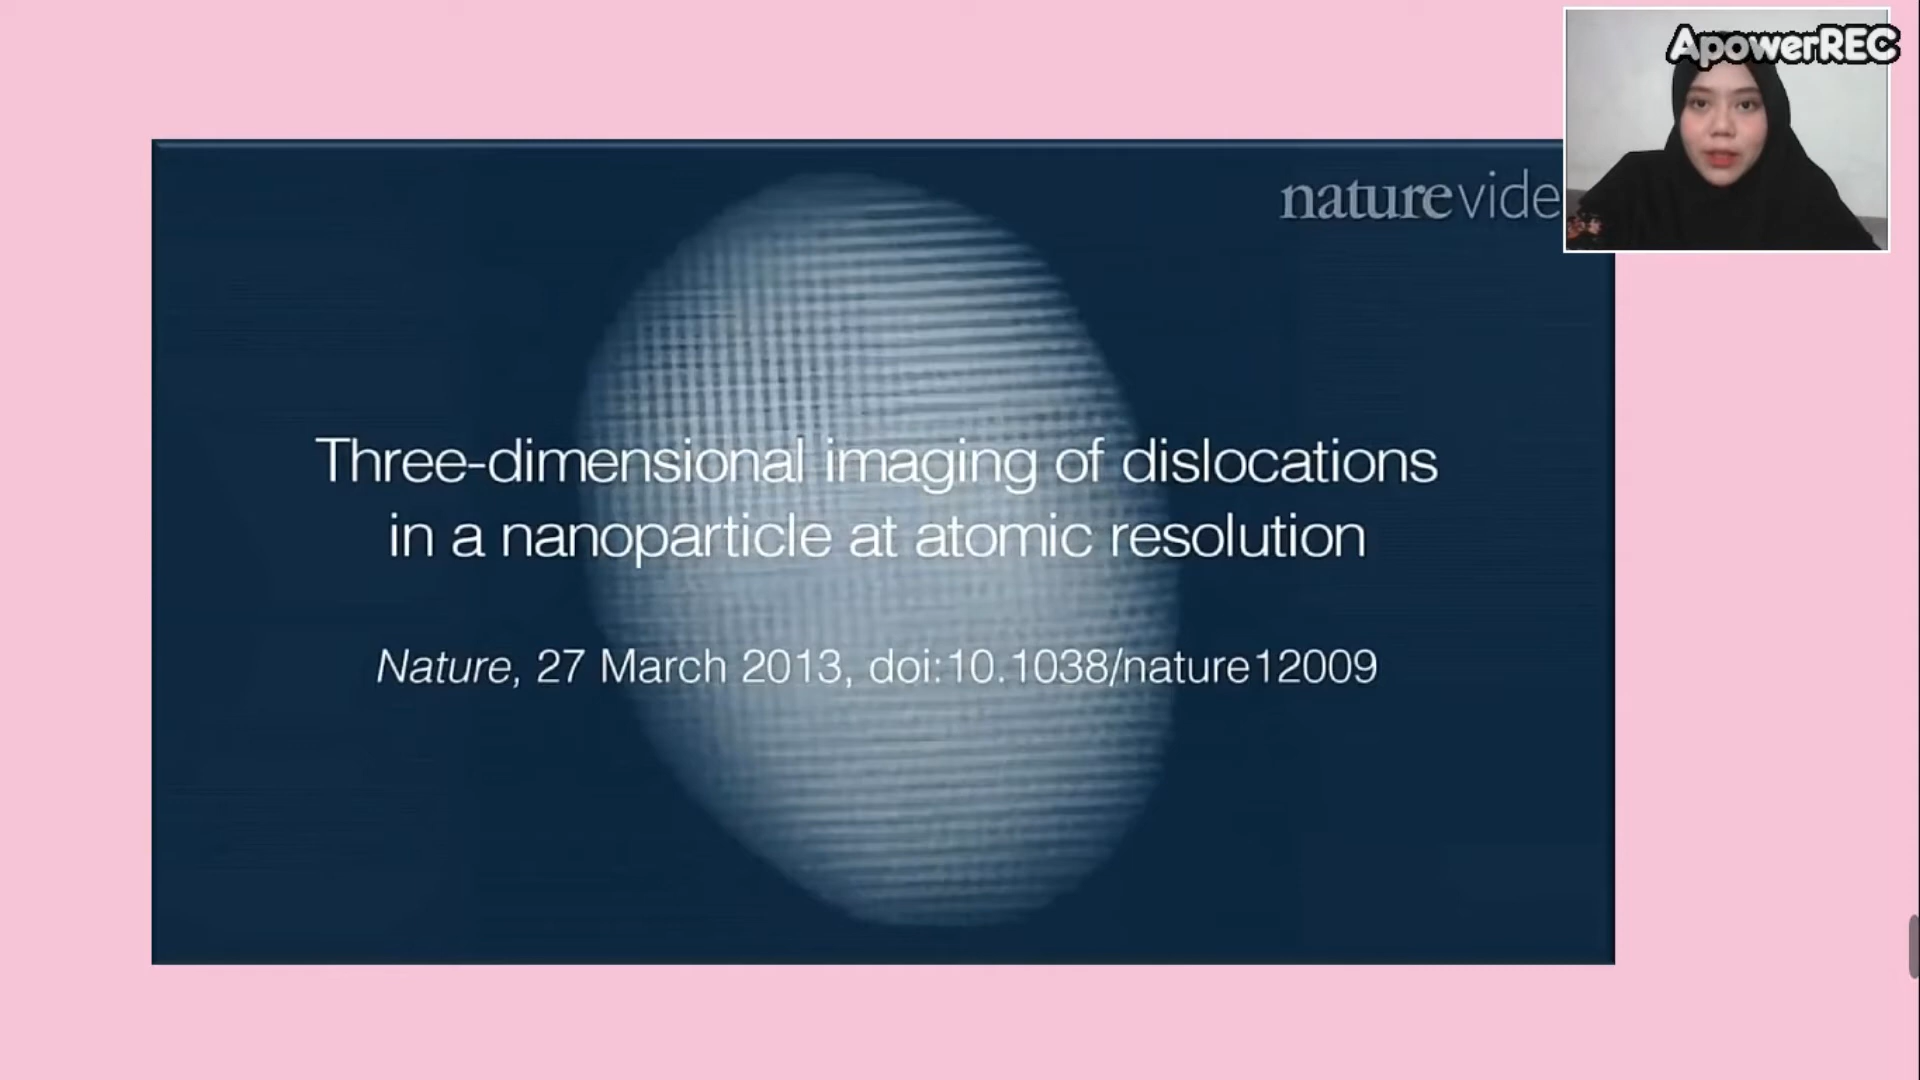 ApowerREC
naturevide
Three-dimensional imaging of dislocations
in a nanoparticle at atomic resolution
Nature, 27 March 2013, doi:10.1038/nature12009